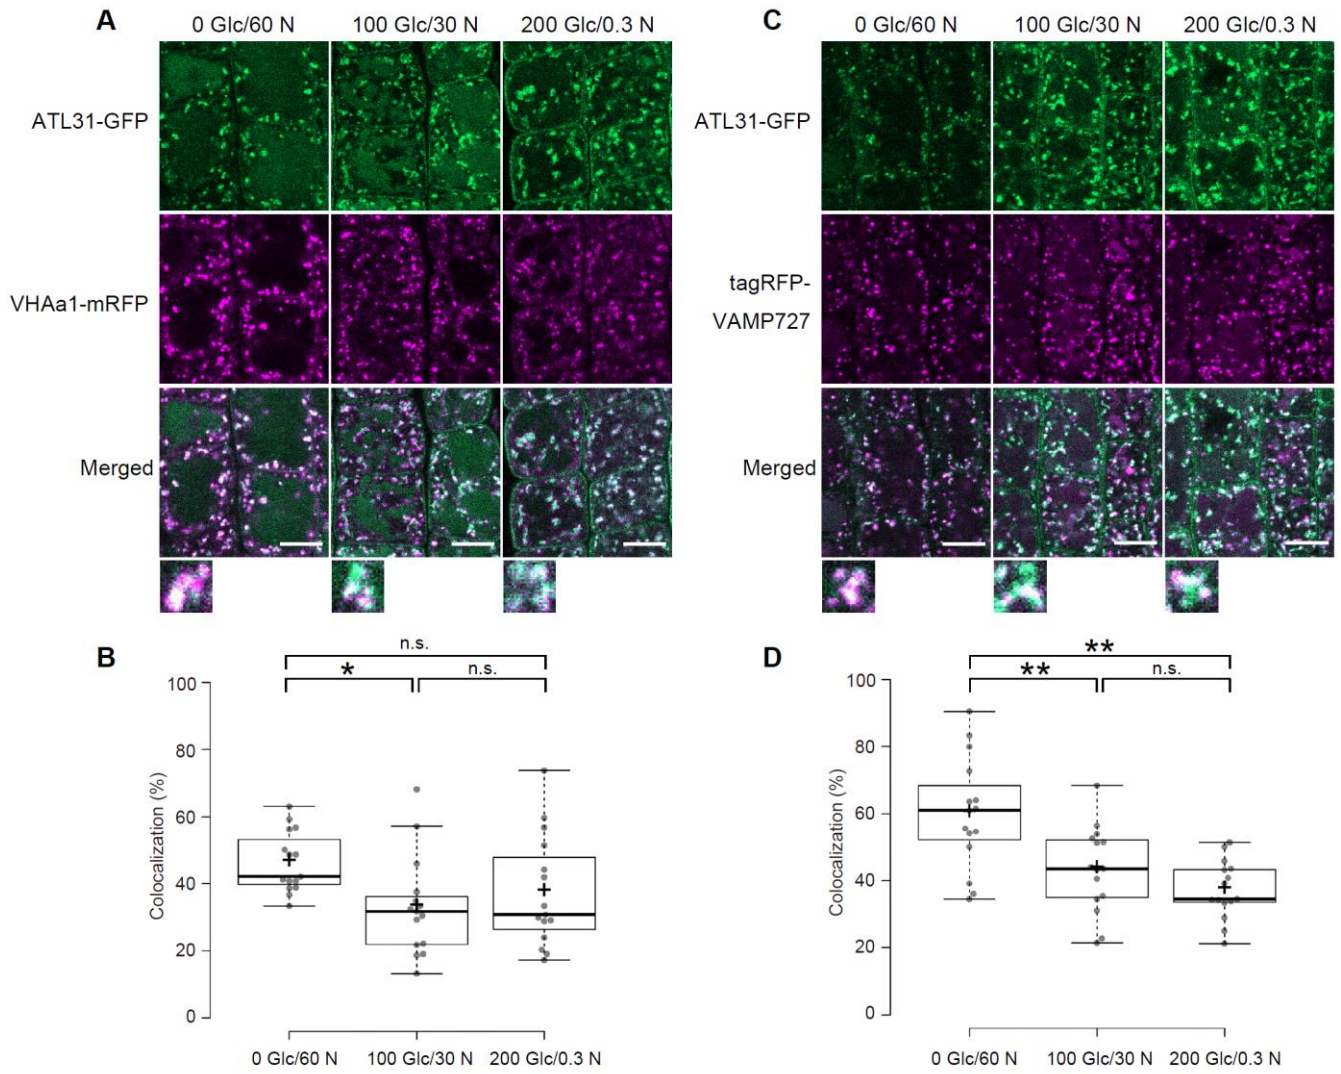 A
0 Glc/60 N 100 Glc/30 N 200 Glc/0.3 N
ATL31-GFP
VHAa1-mRFP
Merged
C
0 Glc/60 N 100 Glc/30 N 200 Glc/0.3 N
ATL31-GFP
tagRFP-
VAMP727
Merged
B
n.s.
* n.s.
100
80
60
40
20
0
Colocalization (%)
0 Glc/60 N 100 Glc/30 N 200 Glc/0.3 N
D
**
** n.s.
100
80
60
40
20
0
Colocalization (%)
0 Glc/60 N 100 Glc/30 N 200 Glc/0.3 N